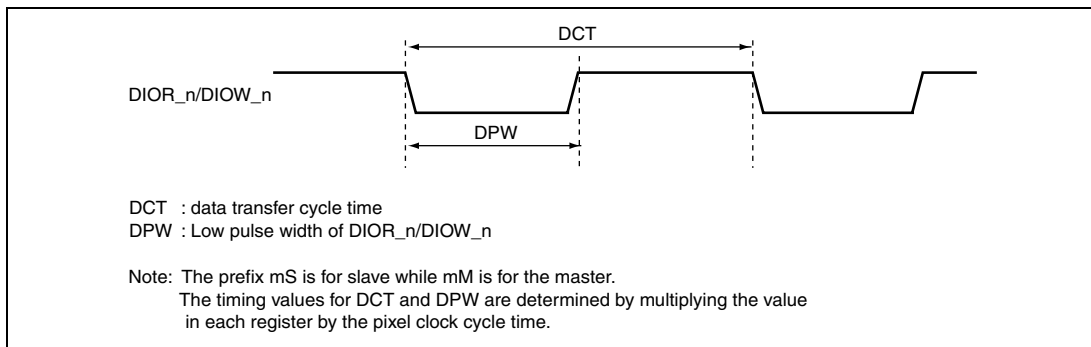 DCT
DIOR_n/DIOW_n
DPW
DCT : data transfer cycle time
DPW : Low pulse width of DIOR_n/DIOW_n
Note: The prefix mS is for slave while mM is for the master.
The timing values for DCT and DPW are determined by multiplying the value
in each register by the pixel clock cycle time.